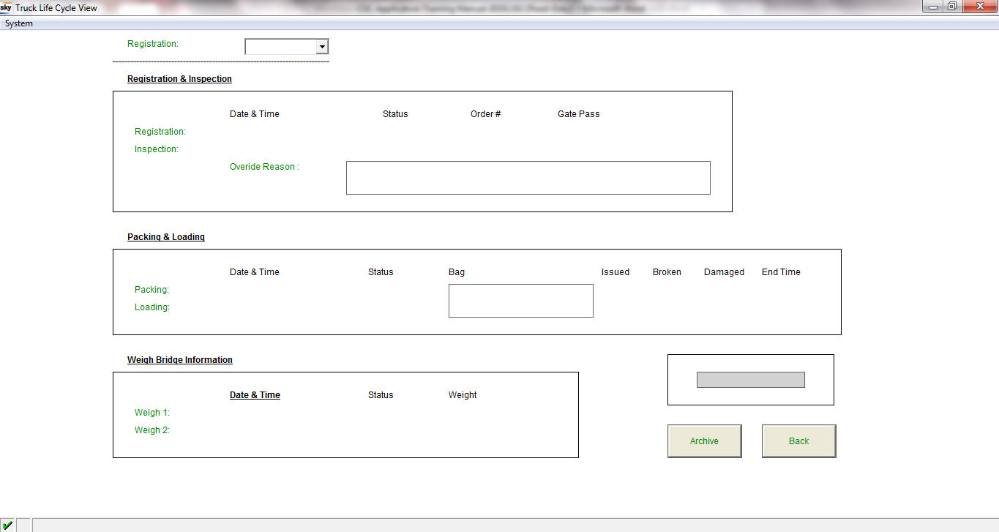 sky Truck Life Cycle View
System
Registration:
Registration & Inspection
Date & Time Status Order # Gate Pass
Registration:
Inspection:
Overide Reason :
Packing & Loading
Date & Time Status Bag Issued Broken Damaged End Time
Packing:
Loading:
Weigh Bridge Information
Date & Time Status Weight
Weigh 1:
Weigh 2:
Archive Back